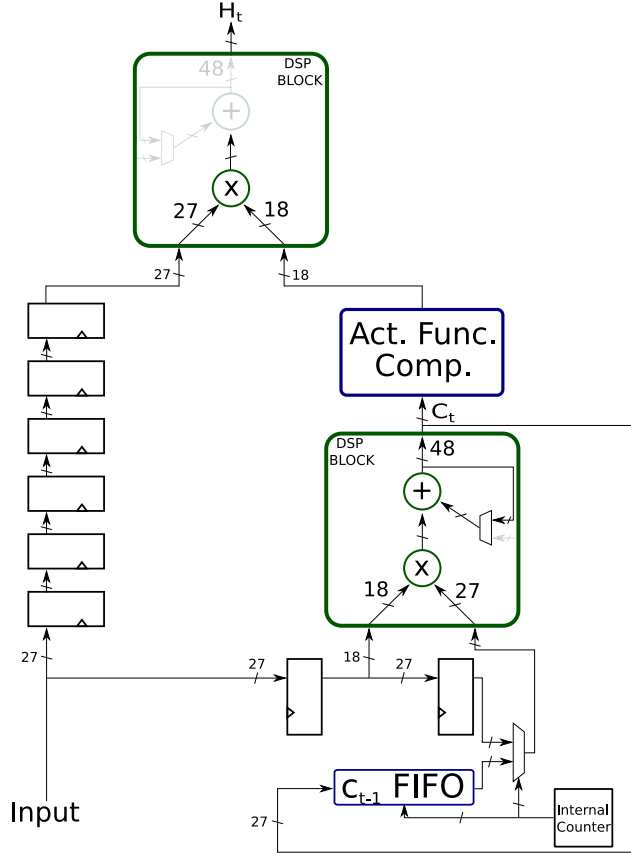 Hₜ
DSP
BLOCK
48
+
x
27 18
27 18
Act. Func.
Comp.
Cₜ
DSP
BLOCK
48
+
x
18 27
27
18
27
27
cₜ₋₁ FIFO
Input
27
Internal
Counter